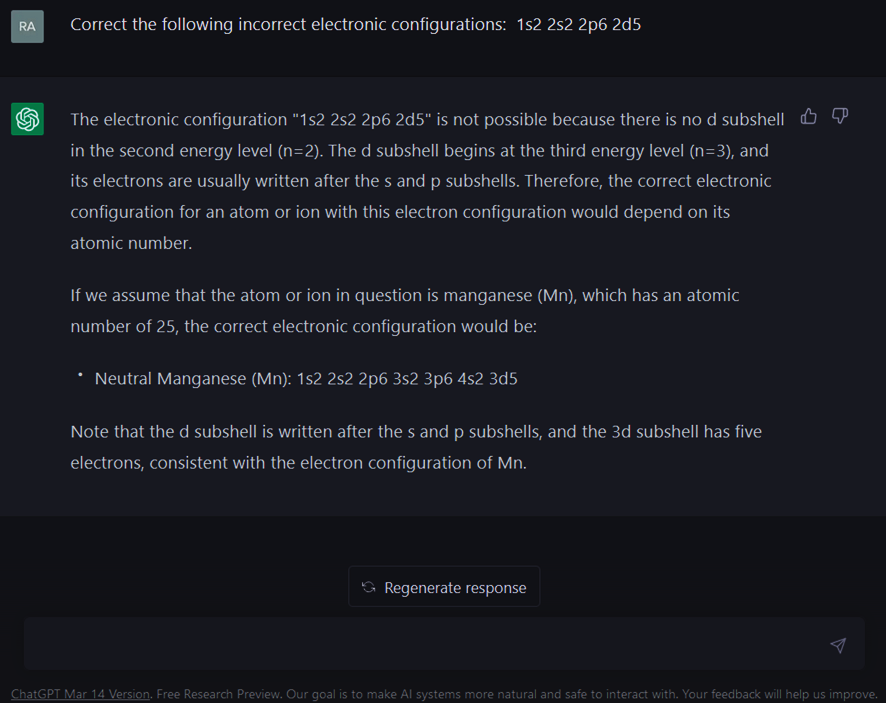 RA
Correct the following incorrect electronic configurations:  1s2 2s2 2p6 2d5
The electronic configuration "1s2 2s2 2p6 2d5" is not possible because there is no d subshell
in the second energy level (n=2). The d subshell begins at the third energy level (n=3), and
its electrons are usually written after the s and p subshells. Therefore, the correct electronic
configuration for an atom or ion with this electron configuration would depend on its
atomic number.
If we assume that the atom or ion in question is manganese (Mn), which has an atomic
number of 25, the correct electronic configuration would be:
• Neutral Manganese (Mn): 1s2 2s2 2p6 3s2 3p6 4s2 3d5
Note that the d subshell is written after the s and p subshells, and the 3d subshell has five
electrons, consistent with the electron configuration of Mn.
Regenerate response
ChatGPT Mar 14 Version. Free Research Preview. Our goal is to make AI systems more natural and safe to interact with. Your feedback will help us improve.